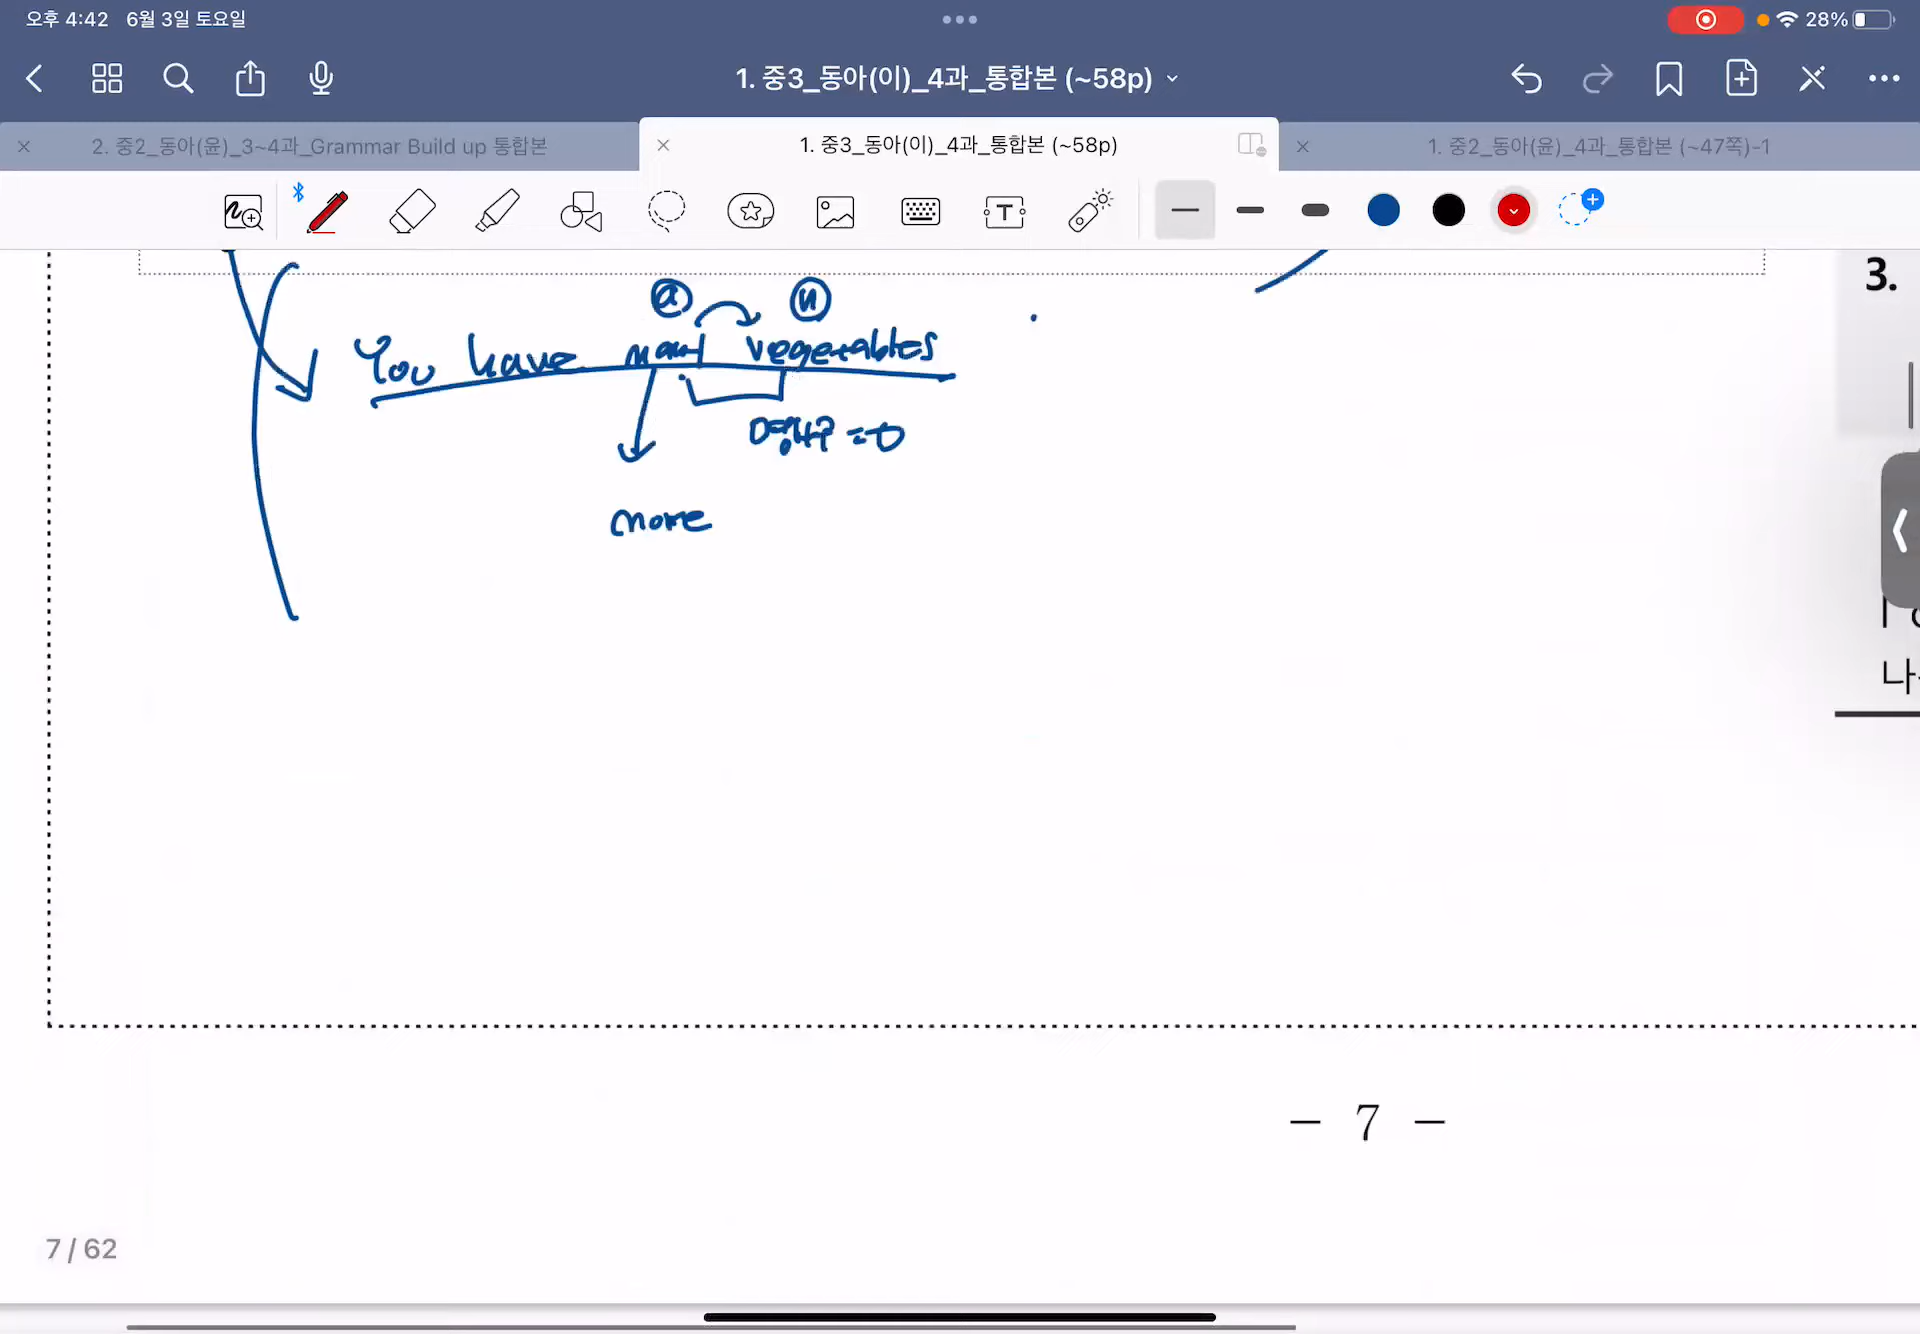 오후 4:42 6월 3일 토요일
28%
1. 중3_동아(이)_4과_통합본 (~58p)
2. 중2_동아(윤)_3~4과_Grammar Build up 통합본
1. 중3_동아(이)_4과_통합본 (~58p)
1. 중2_동아(윤)_4과_통합본 (~47쪽)-1
T
3.
ⓐ ⓝ
You have many vegetables
more
나
- 7 -
7 / 62